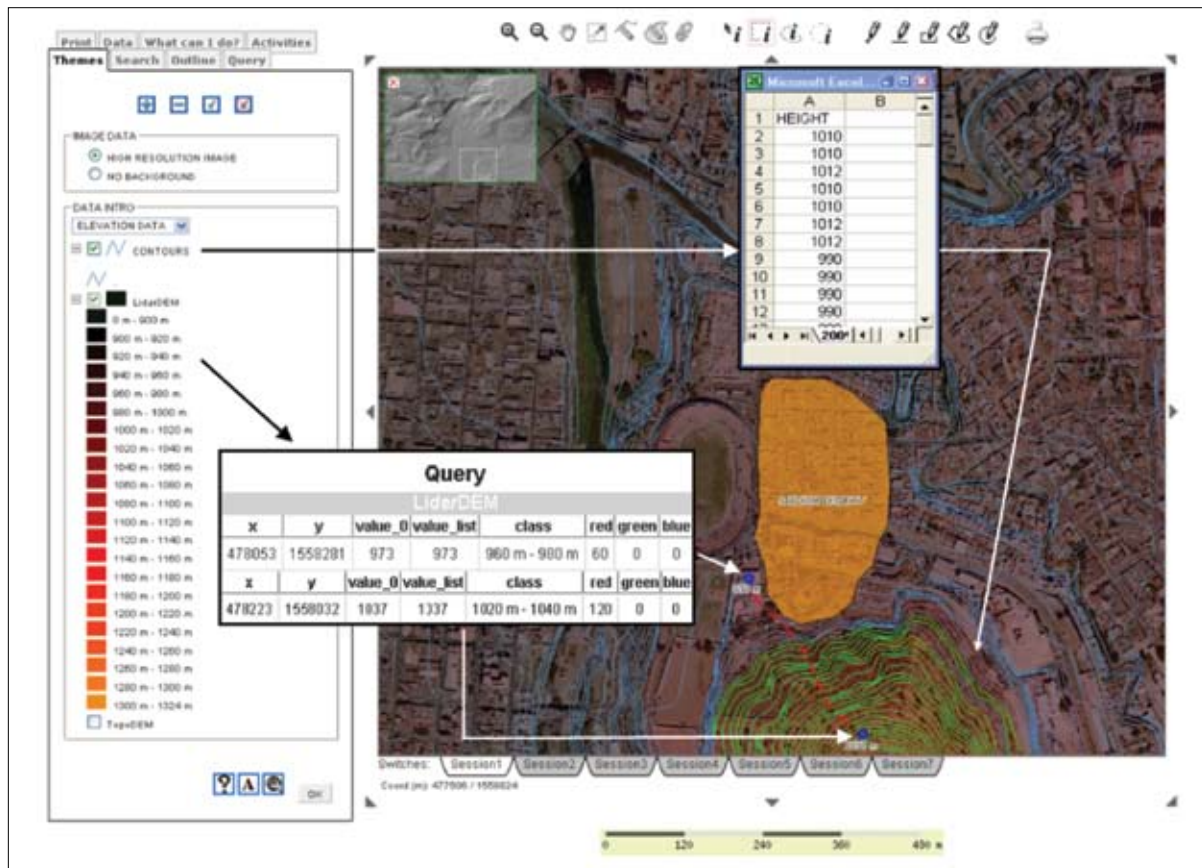 Print Data What can I do? Activities
Themes Search Outline Query
IMAGE DATA
HIGH RESOLUTION IMAGE
NO BACKGROUND
DATA INTRO
ELEVATION DATA
CONTOURS
LidarDEM
0 m - 900 m
900 m - 920 m
920 m - 940 m
940 m - 960 m
960 m - 980 m
980 m - 1000 m
1000 m - 1020 m
1020 m - 1040 m
1040 m - 1060 m
1060 m - 1080 m
1080 m - 1100 m
1100 m - 1120 m
1120 m - 1140 m
1140 m - 1160 m
1160 m - 1180 m
1180 m - 1200 m
1200 m - 1220 m
1220 m - 1240 m
1240 m - 1260 m
1260 m - 1280 m
1280 m - 1300 m
1300 m - 1324 m
TopoDEM
? A
OK
Microsoft Excel...
A B
1 HEIGHT
2 1010
3 1010
4 1012
5 1010
6 1010
7 1012
8 1012
9 990
10 990
11 990
12 990
Query
LidarDEM
x y value_0 value_list class red green blue
478053 1558281 973 973 960 m - 980 m 60 0 0
x y value_0 value_list class red green blue
478223 1558032 1037 1037 1020 m - 1040 m 120 0 0
Switches: Session1 Session2 Session3 Session4 Session5 Session6 Session7
Coord (m): 477506 / 1558824
0 120 240 360 480 m